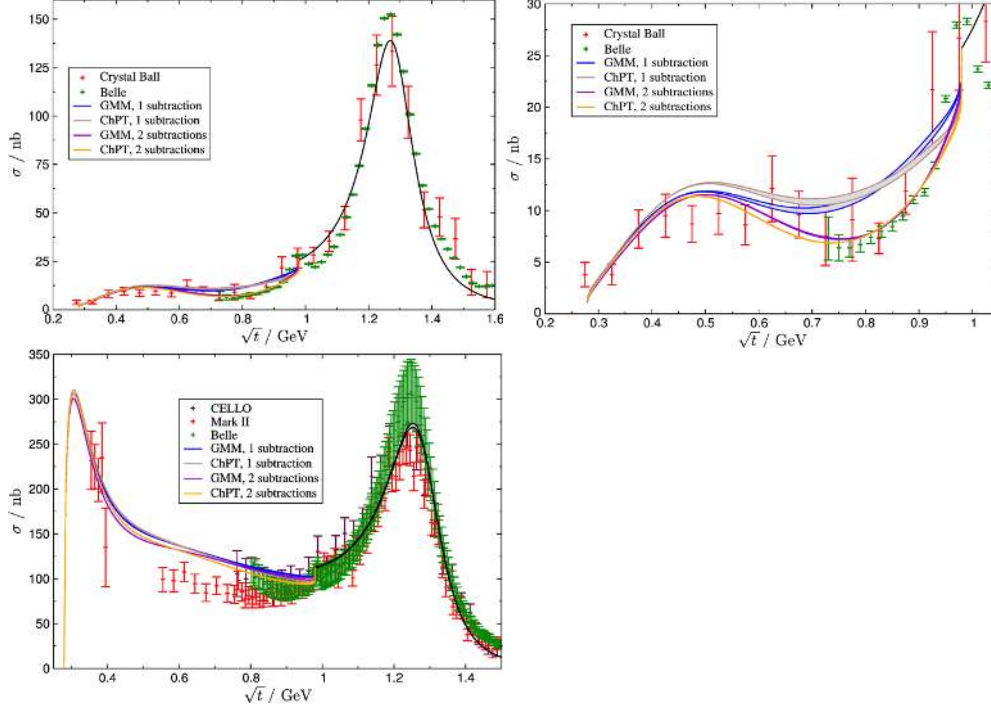 150
125
100
75
50
25
0
σ / nb
Crystal Ball
Belle
GMM, 1 subtraction
ChPT, 1 subtraction
GMM, 2 subtractions
ChPT, 2 subtractions
0.2 0.4 0.6 0.8 1 1.2 1.4 1.6
√t / GeV
30
25
20
15
10
5
0
σ / nb
Crystal Ball
Belle
GMM, 1 subtraction
ChPT, 1 subtraction
GMM, 2 subtractions
ChPT, 2 subtractions
0.2 0.3 0.4 0.5 0.6 0.7 0.8 0.9 1
√t / GeV
350
300
250
200
150
100
50
0
σ / nb
CELLO
Mark II
Belle
GMM, 1 subtraction
ChPT, 1 subtraction
GMM, 2 subtractions
ChPT, 2 subtractions
0.4 0.6 0.8 1 1.2 1.4
√t / GeV